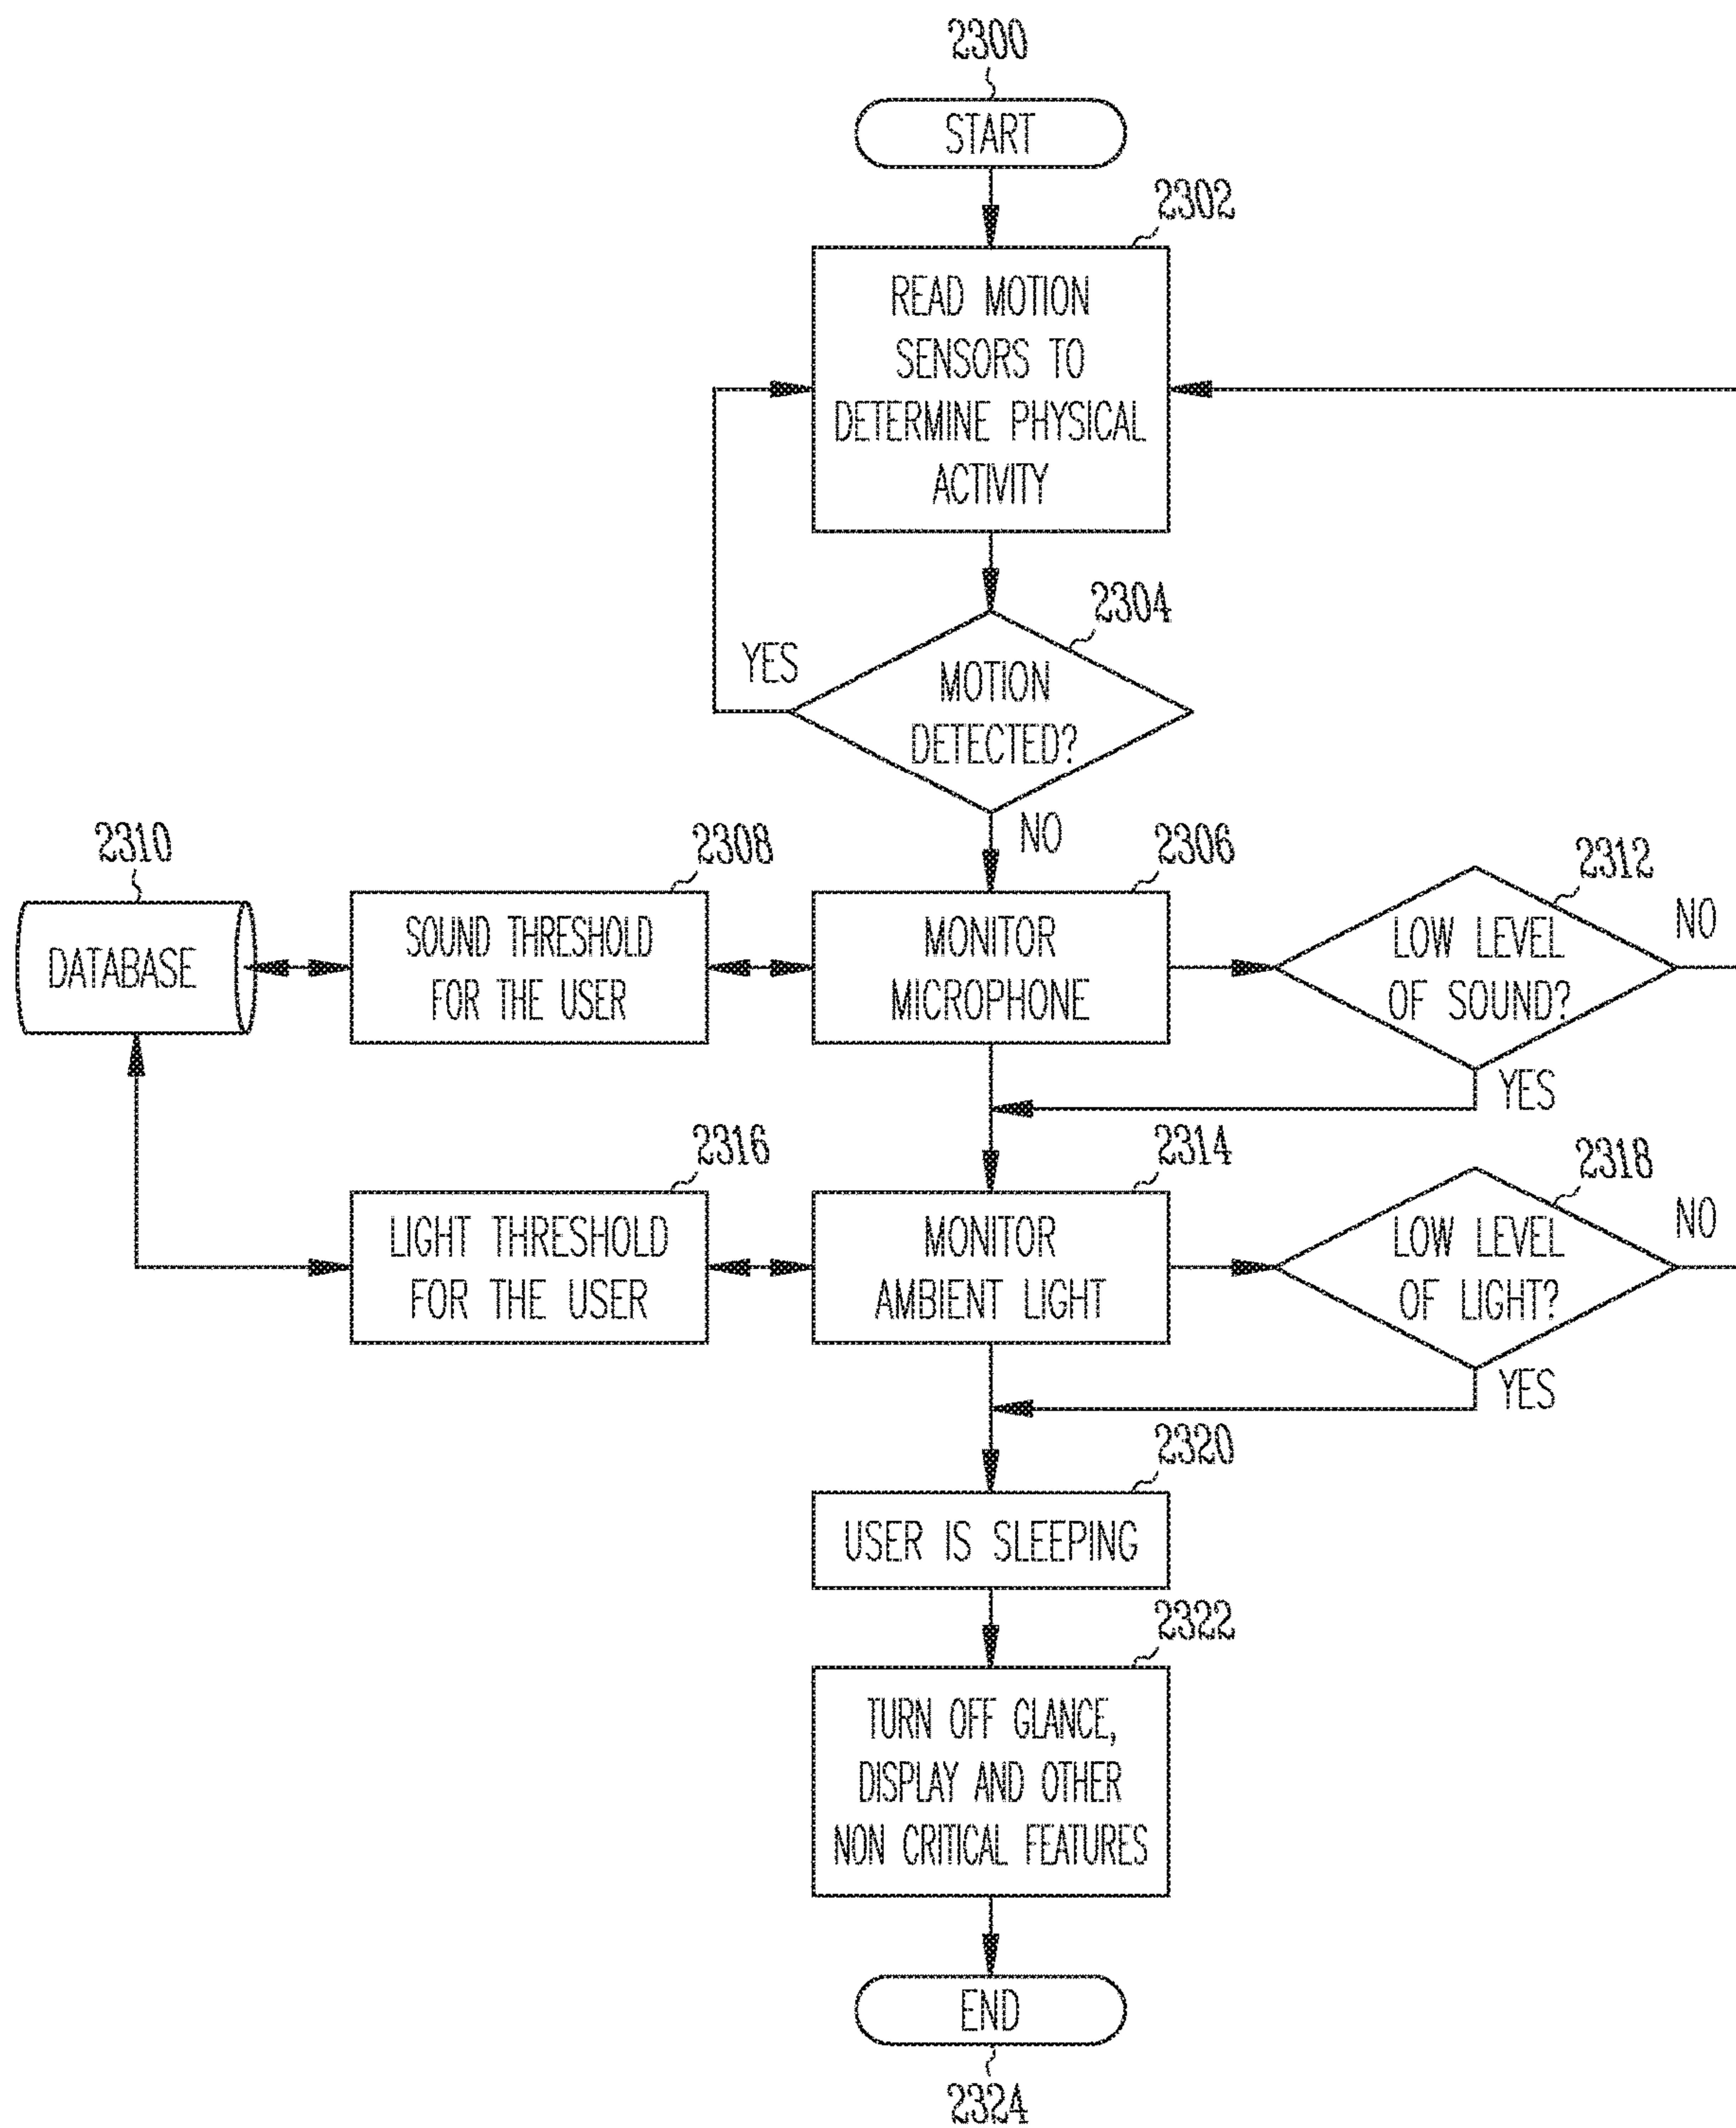 2300
START
2302
READ MOTION
SENSORS TO
DETERMINE PHYSICAL
ACTIVITY
2304
YES
MOTION
DETECTED?
NO
2310
DATABASE
2308
SOUND THRESHOLD
FOR THE USER
2306
MONITOR
MICROPHONE
2312
LOW LEVEL
OF SOUND?
NO
YES
2316
LIGHT THRESHOLD
FOR THE USER
2314
MONITOR
AMBIENT LIGHT
2318
LOW LEVEL
OF LIGHT?
NO
YES
2320
USER IS SLEEPING
2322
TURN OFF GLANCE,
DISPLAY AND OTHER
NON CRITICAL FEATURES
END
2324